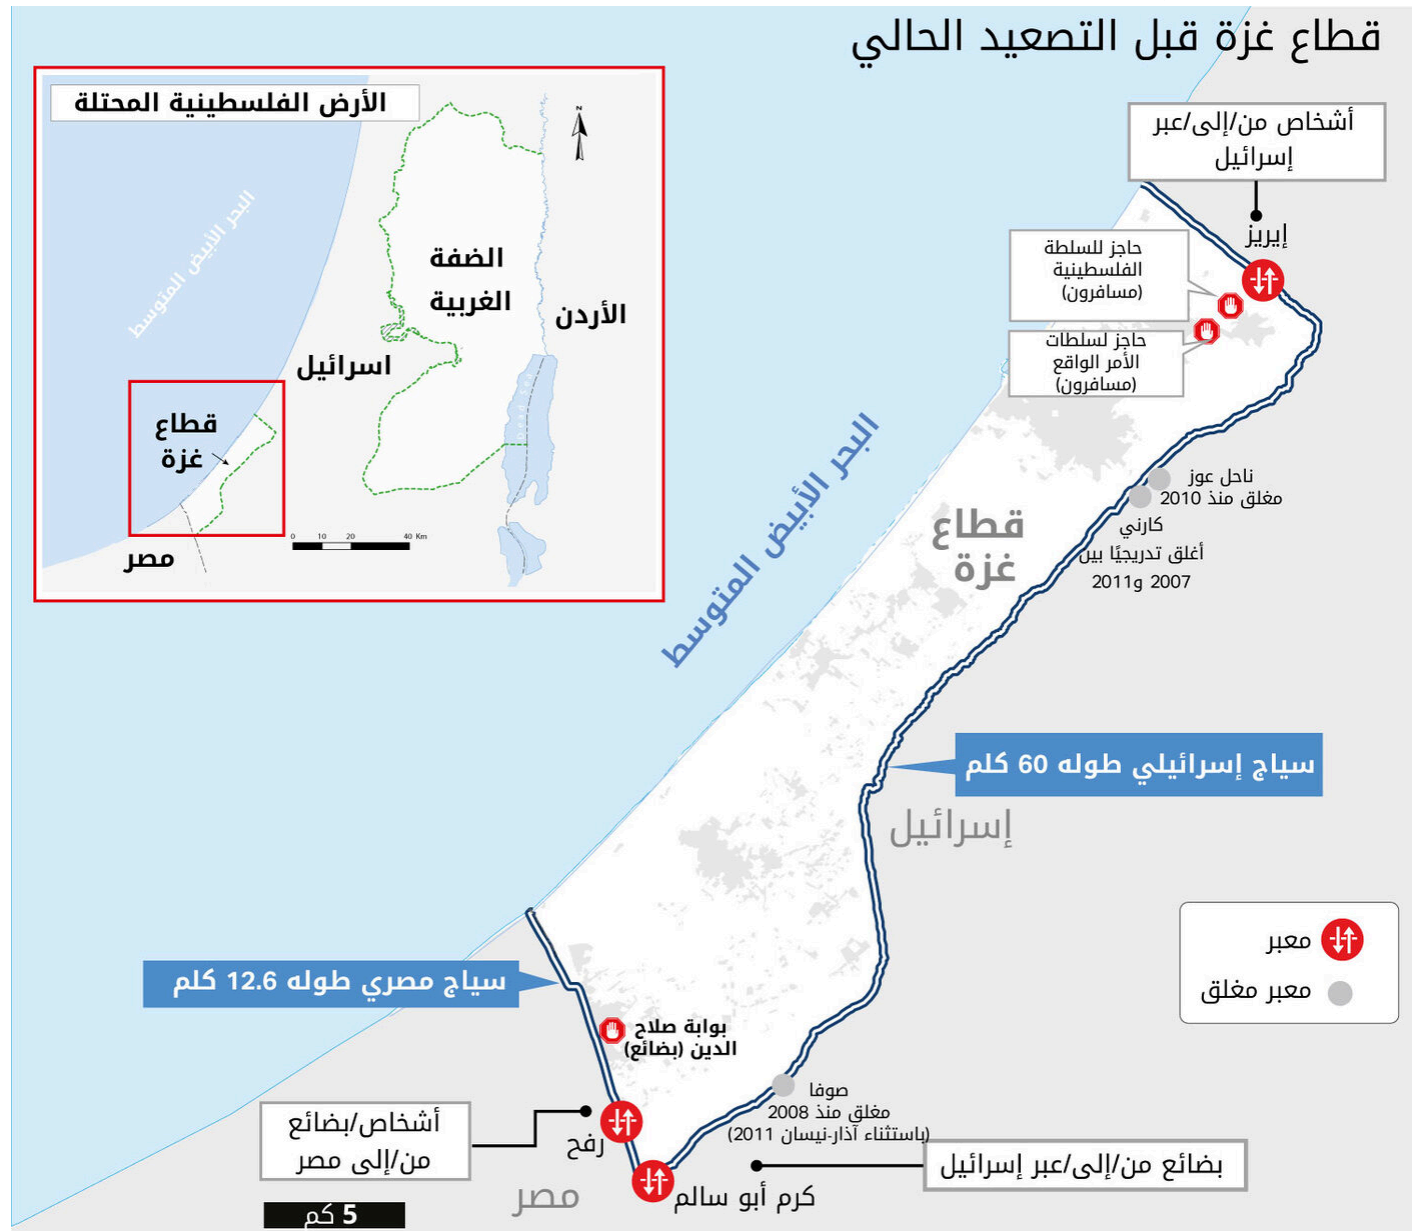 قطاع غزة قبل التصعيد الحالي
الأرض الفلسطينية المحتلة
N
البحر الأبيض المتوسط
الضفة
الغربية
الأردن
اسرائيل
قطاع
غزة
مصر
0 10 20 40 Km
أشخاص من/إلى/عبر
إسرائيل
إيريز
حاجز للسلطة
الفلسطينية
(مسافرون)
حاجز لسلطات
الأمر الواقع
(مسافرون)
البحر الأبيض المتوسط
قطاع
غزة
ناحل عوز
مغلق منذ 2010
كارني
أغلق تدريجيًا بين
2007 و2011
سياج إسرائيلي طوله 60 كلم
إسرائيل
معبر
معبر مغلق
سياج مصري طوله 12.6 كلم
بوابة صلاح
الدين (بضائع)
صوفا
مغلق منذ 2008
(باستثناء آذار-نيسان 2011)
أشخاص/بضائع
من/إلى مصر
رفح
بضائع من/إلى/عبر إسرائيل
كرم أبو سالم
مصر
5 كم